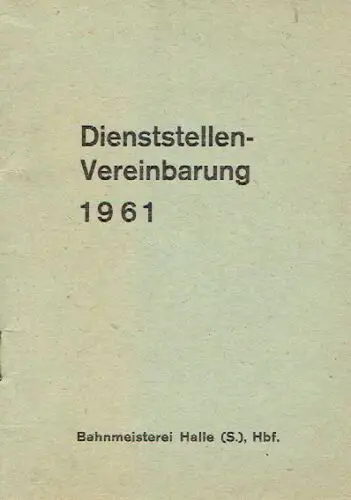 Dienststellen-
Vereinbarung
1961
Bahnmeisterei Halle (S.), Hbf.